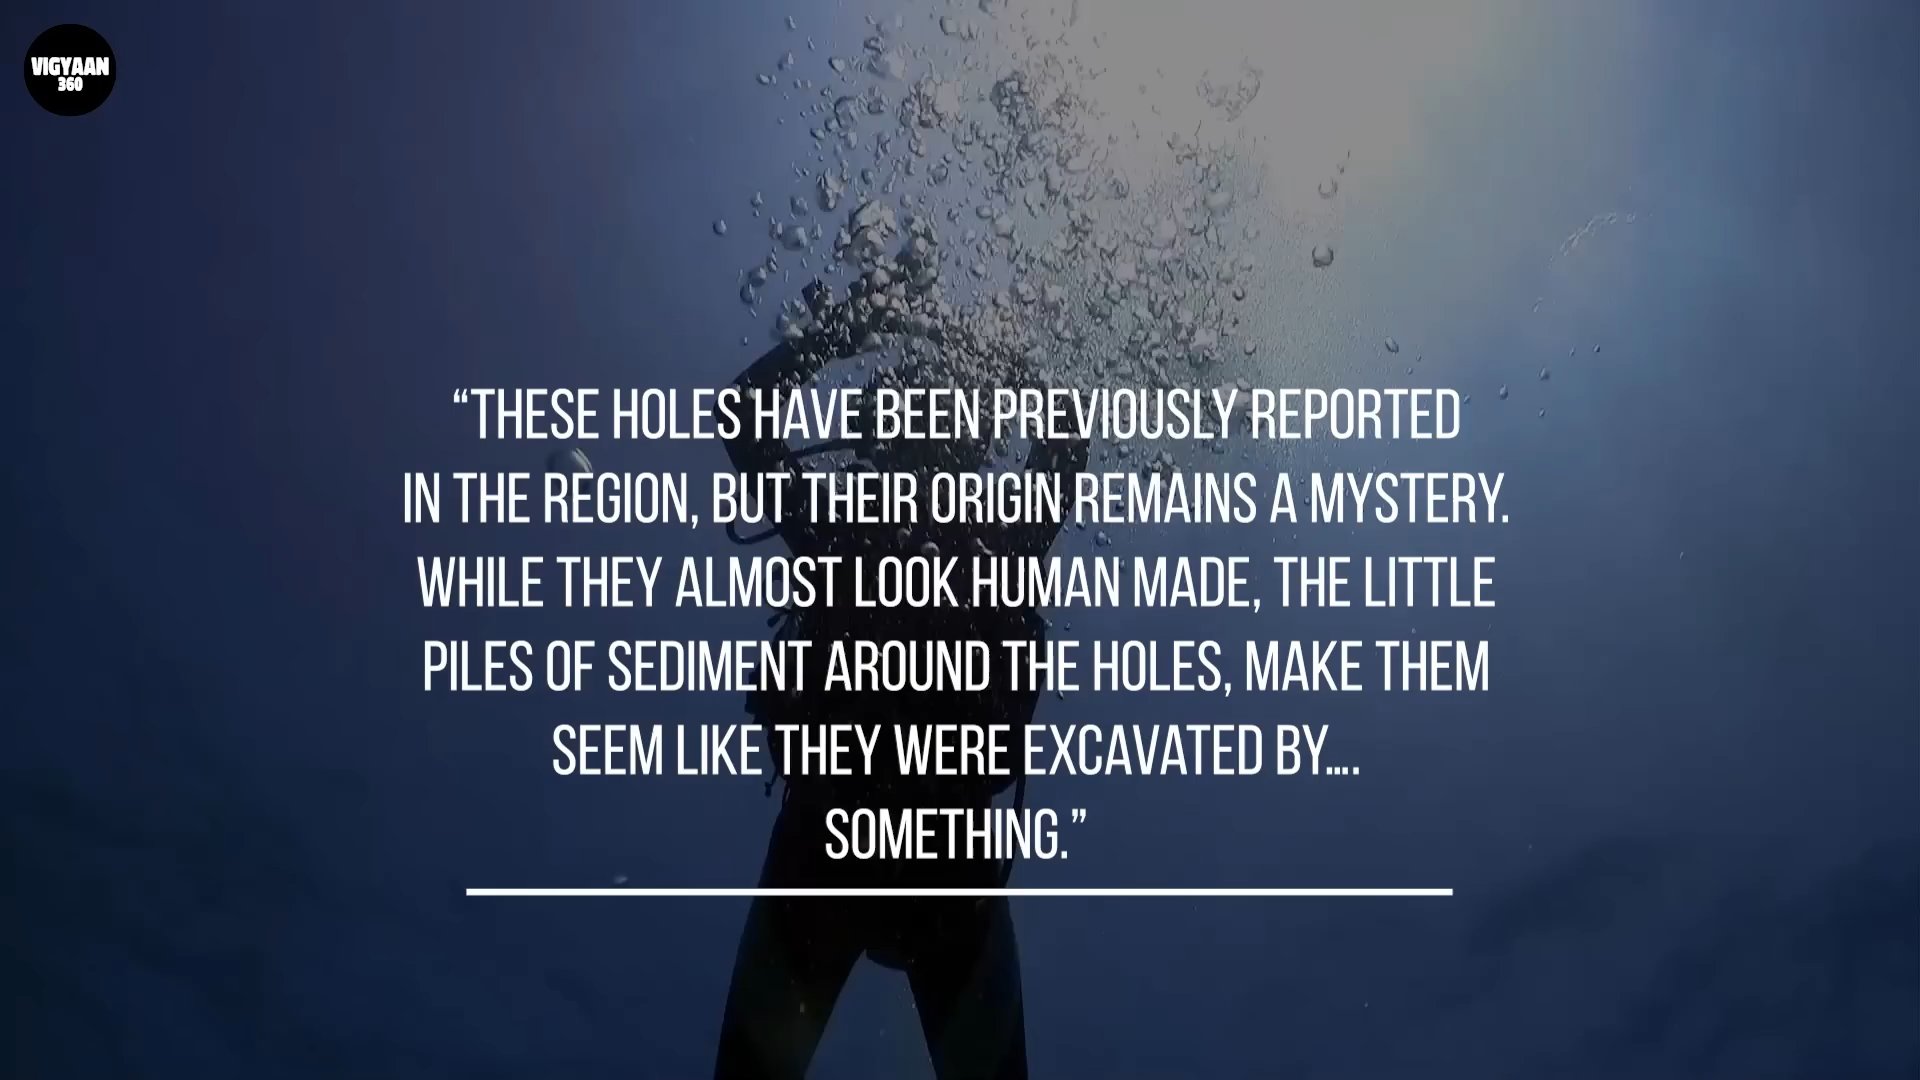 VIGYAAN
360
“THESE HOLES HAVE BEEN PREVIOUSLY REPORTED
IN THE REGION, BUT THEIR ORIGIN REMAINS A MYSTERY.
WHILE THEY ALMOST LOOK HUMAN MADE, THE LITTLE
PILES OF SEDIMENT AROUND THE HOLES, MAKE THEM
SEEM LIKE THEY WERE EXCAVATED BY....
SOMETHING.”